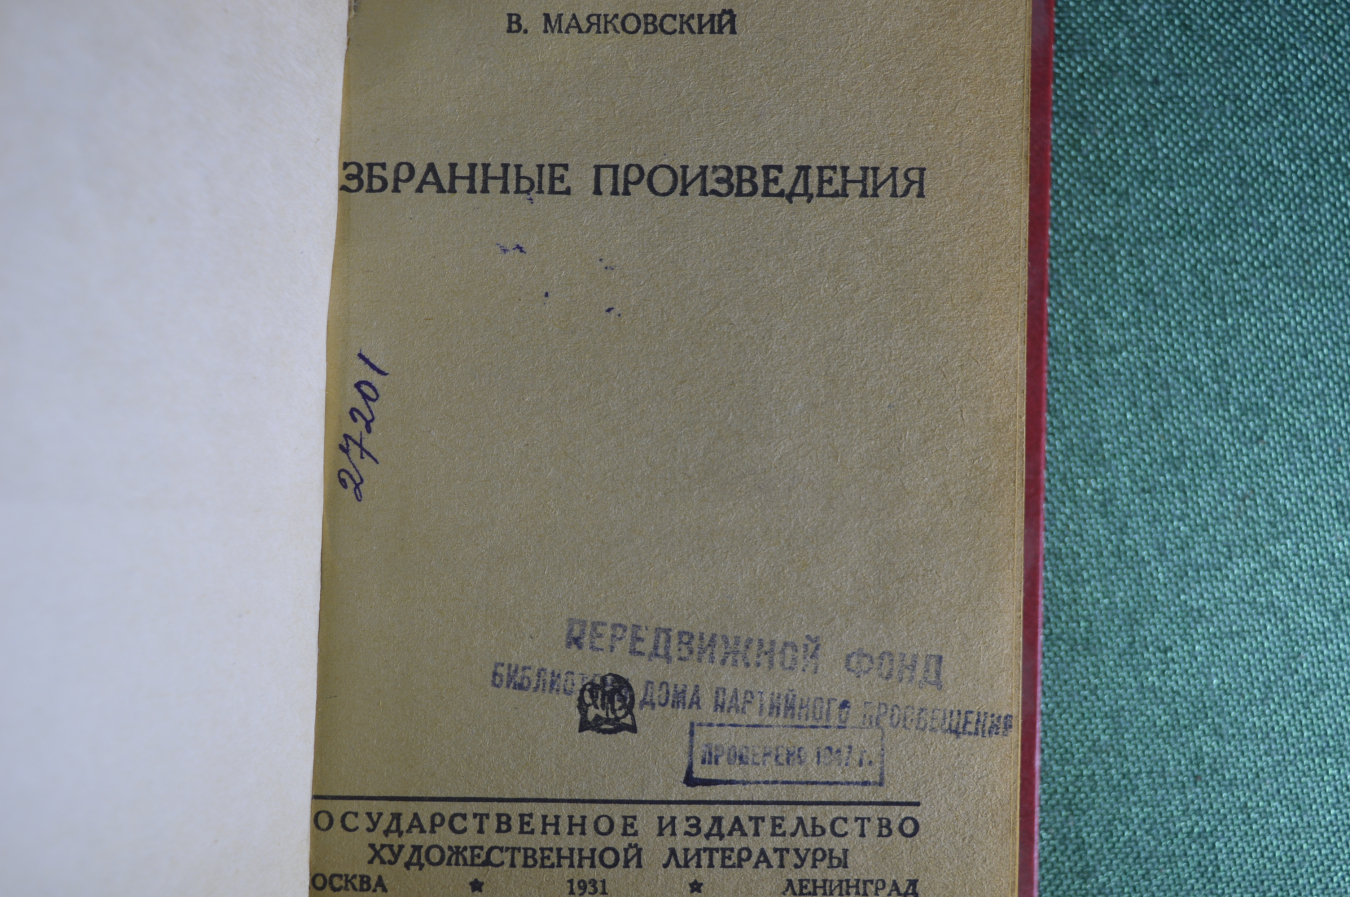 В. МАЯКОВСКИЙ
ЗБРАННЫЕ ПРОИЗВЕДЕНИЯ
27201
ПЕРЕДВИЖНОЙ ФОНД
ДОМА ПАРТИЙНОГО ПРОСВЕЩЕНИЯ
ПРОВЕРЕНО 1947 г.
ОСУДАРСТВЕННОЕ ИЗДАТЕЛЬСТВО
ХУДОЖЕСТВЕННОЙ ЛИТЕРАТУРЫ
ОСКВА ★ 1931 ★ ЛЕНИНГРАД